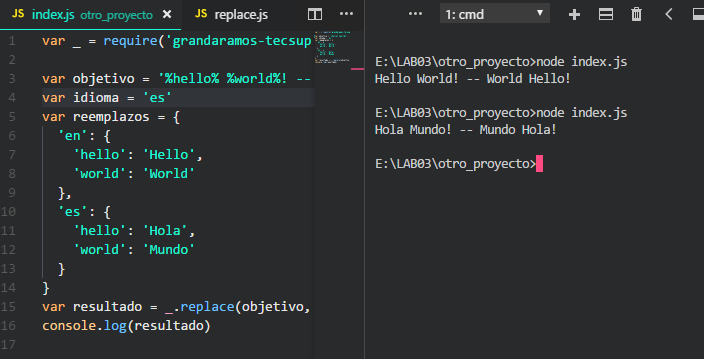 JS index.js otro_proyecto × JS replace.js ··· ··· 1: cmd
1 var _ = require('grandaramos-tecsup
2
3 var objetivo = '%hello% %world%! --
4 var idioma = 'es'
5 var reemplazos = {
6 'en': {
7 'hello': 'Hello',
8 'world': 'World'
9 },
10 'es': {
11 'hello': 'Hola',
12 'world': 'Mundo'
13 }
14 }
15 var resultado = _.replace(objetivo,
16 console.log(resultado)
17
E:\LAB03\otro_proyecto>node index.js
Hello World! -- World Hello!
E:\LAB03\otro_proyecto>node index.js
Hola Mundo! -- Mundo Hola!
E:\LAB03\otro_proyecto>